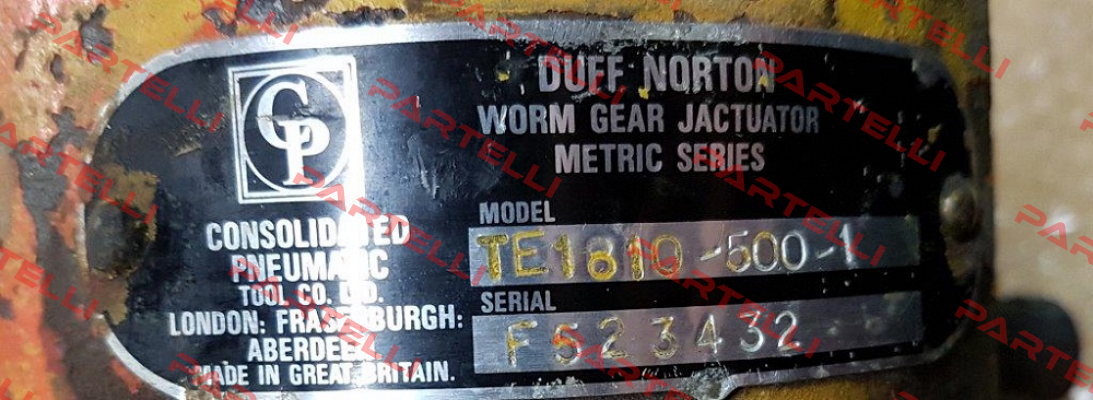 DUFF NORTON
WORM GEAR JACTUATOR
METRIC SERIES
MODEL
TE1810-500-1
SERIAL
F523432
CP
CONSOLIDATED
PNEUMATIC
TOOL CO. LTD.
LONDON: FRASERBURGH:
ABERDEEN
MADE IN GREAT BRITAIN.
PARTELLI